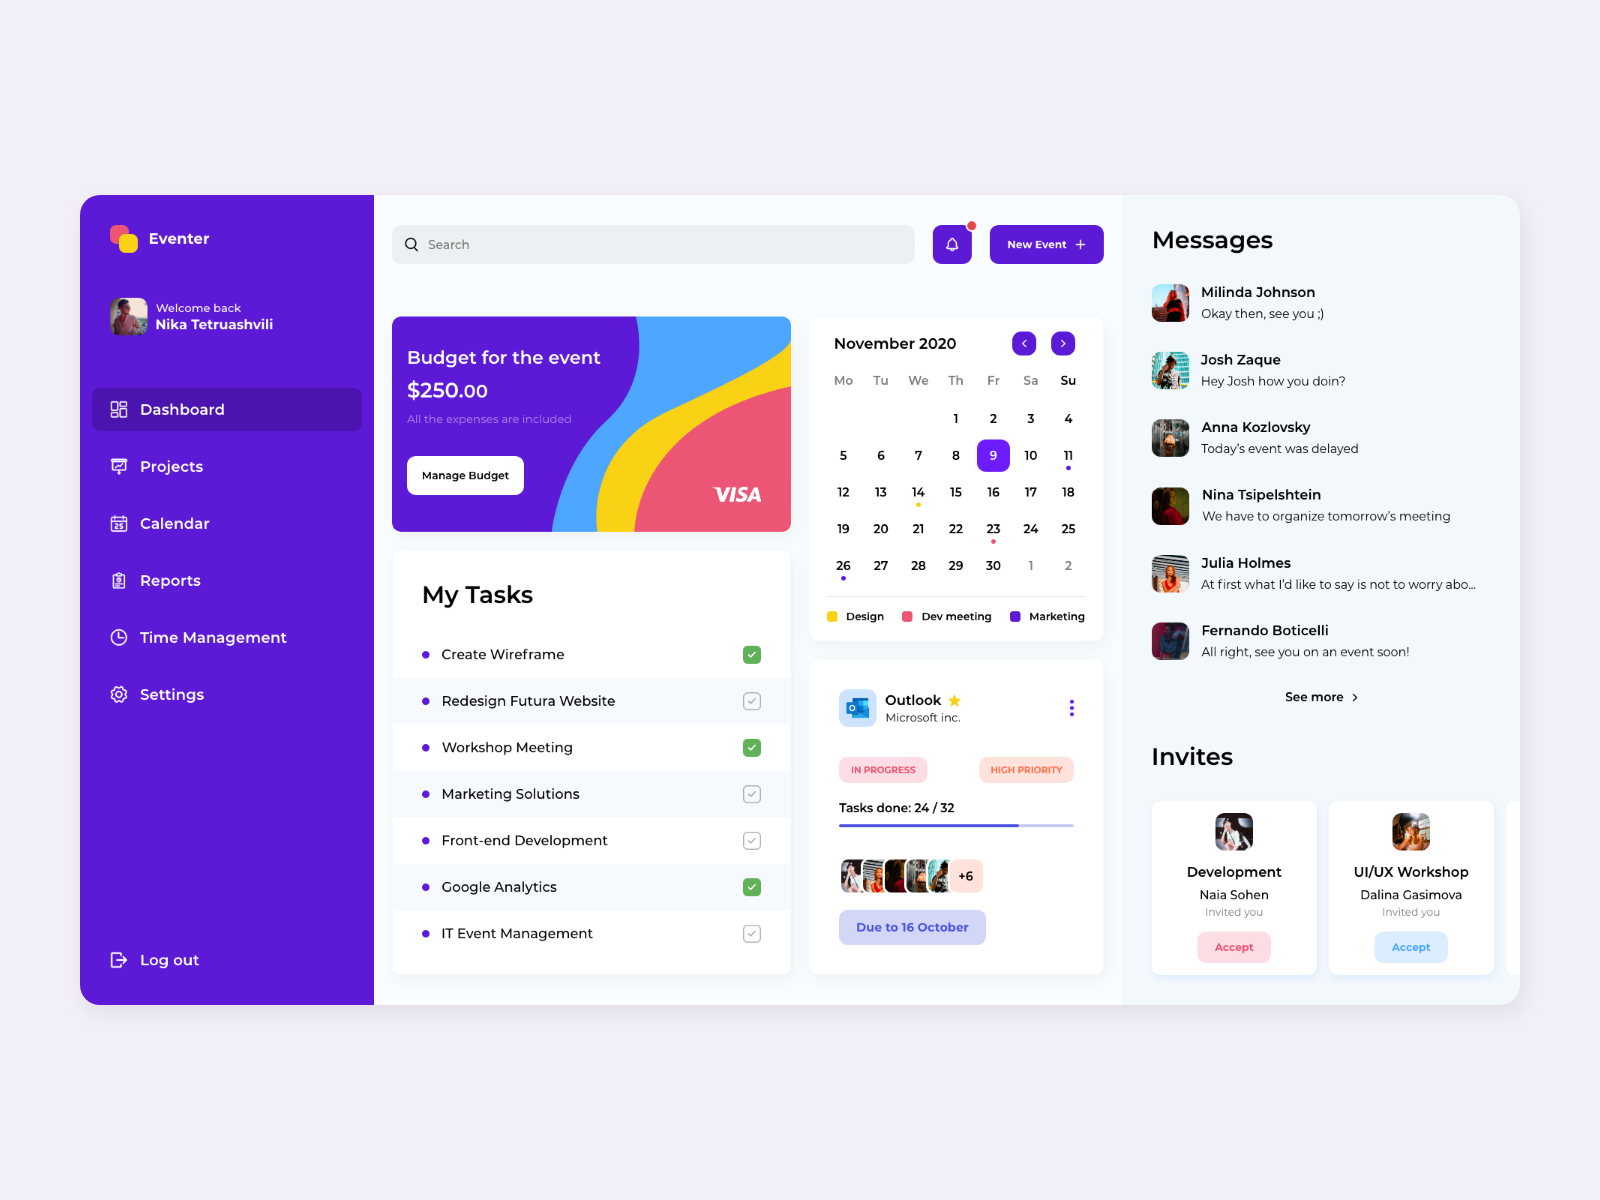 Eventer
Welcome back
Nika Tetruashvili
Dashboard
Projects
25
Calendar
Reports
Time Management
Settings
Log out
Search
New Event
Budget for the event
$250.00
All the expenses are included
Manage Budget
VISA
My Tasks
Create Wireframe
Redesign Futura Website
Workshop Meeting
Marketing Solutions
Front-end Development
Google Analytics
IT Event Management
November 2020
Mo Tu We Th Fr Sa Su
1 2 3 4
5 6 7 8 9 10 11
12 13 14 15 16 17 18
19 20 21 22 23 24 25
26 27 28 29 30 1 2
Design Dev meeting Marketing
O
Outlook
Microsoft inc.
IN PROGRESS HIGH PRIORITY
Tasks done: 24 / 32
+6
Due to 16 October
Messages
Milinda Johnson
Okay then, see you ;)
Josh Zaque
Hey Josh how you doin?
Anna Kozlovsky
Today's event was delayed
Nina Tsipelshtein
We have to organize tomorrow's meeting
Julia Holmes
At first what I'd like to say is not to worry abo...
Fernando Boticelli
All right, see you on an event soon!
See more
Invites
Development
Naia Sohen
Invited you
Accept
UI/UX Workshop
Dalina Gasimova
Invited you
Accept